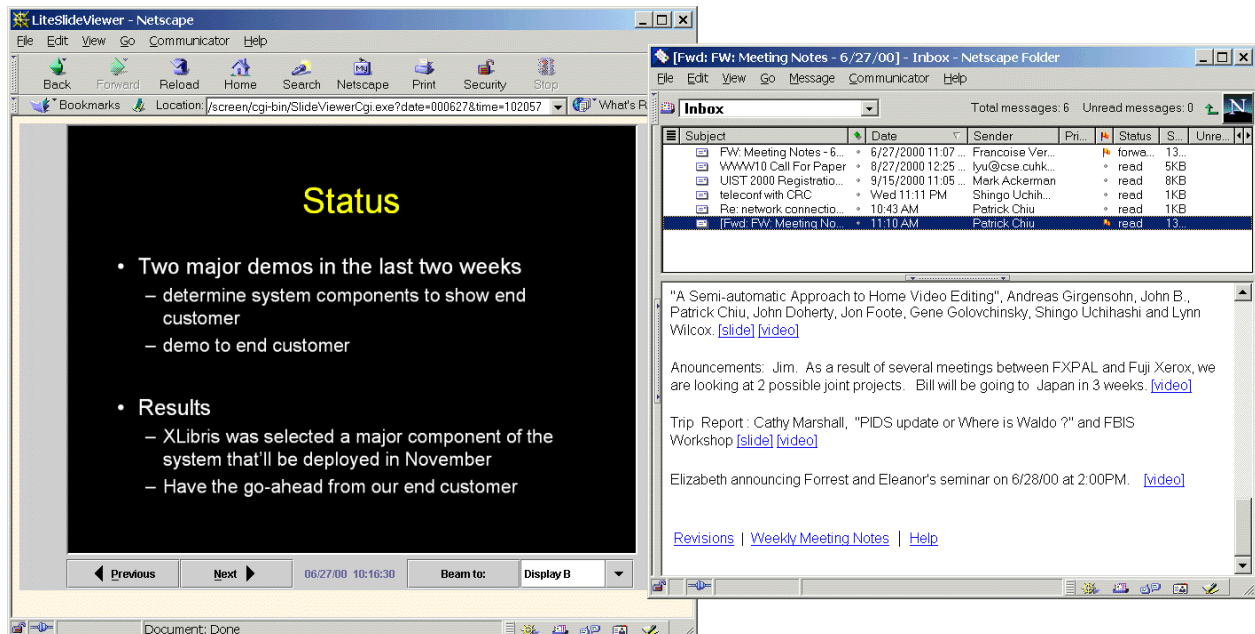 LiteSlideViewer - Netscape
File Edit View Go Communicator Help
Back Forward Reload Home Search Netscape Print Security Stop
Bookmarks Location: /screen/cgi-bin/SlideViewerCgi.exe?date=000627&time=102057 What's R
Status
• Two major demos in the last two weeks
– determine system components to show end
customer
– demo to end customer
• Results
– XLibris was selected a major component of the
system that'll be deployed in November
– Have the go-ahead from our end customer
Previous Next 06/27/00 10:16:30 Beam to: Display B
Document: Done
[Fwd: FW: Meeting Notes - 6/27/00] - Inbox - Netscape Folder
File Edit View Go Message Communicator Help
Inbox Total messages: 6 Unread messages: 0 N
Subject Date Sender Pri... Status S... Unre...
FW: Meeting Notes - 6... 6/27/2000 11:07 ... Francoise Ver... forwa... 13...
WWW10 Call For Paper 8/27/2000 12:25 ... lyu@cse.cuhk... read 5KB
UIST 2000 Registratio... 9/15/2000 11:05 ... Mark Ackerman read 8KB
teleconf with CRC Wed 11:11 PM Shingo Uchih... read 1KB
Re: network connectio... 10:43 AM Patrick Chiu read 1KB
[Fwd: FW: Meeting No... 11:10 AM Patrick Chiu read 13...
"A Semi-automatic Approach to Home Video Editing", Andreas Girgensohn, John B.,
Patrick Chiu, John Doherty, Jon Foote, Gene Golovchinsky, Shingo Uchihashi and Lynn
Wilcox. [slide] [video]
Anouncements: Jim. As a result of several meetings between FXPAL and Fuji Xerox, we
are looking at 2 possible joint projects. Bill will be going to Japan in 3 weeks. [video]
Trip Report : Cathy Marshall, "PIDS update or Where is Waldo ?" and FBIS
Workshop [slide] [video]
Elizabeth announcing Forrest and Eleanor's seminar on 6/28/00 at 2:00PM. [video]
Revisions | Weekly Meeting Notes | Help